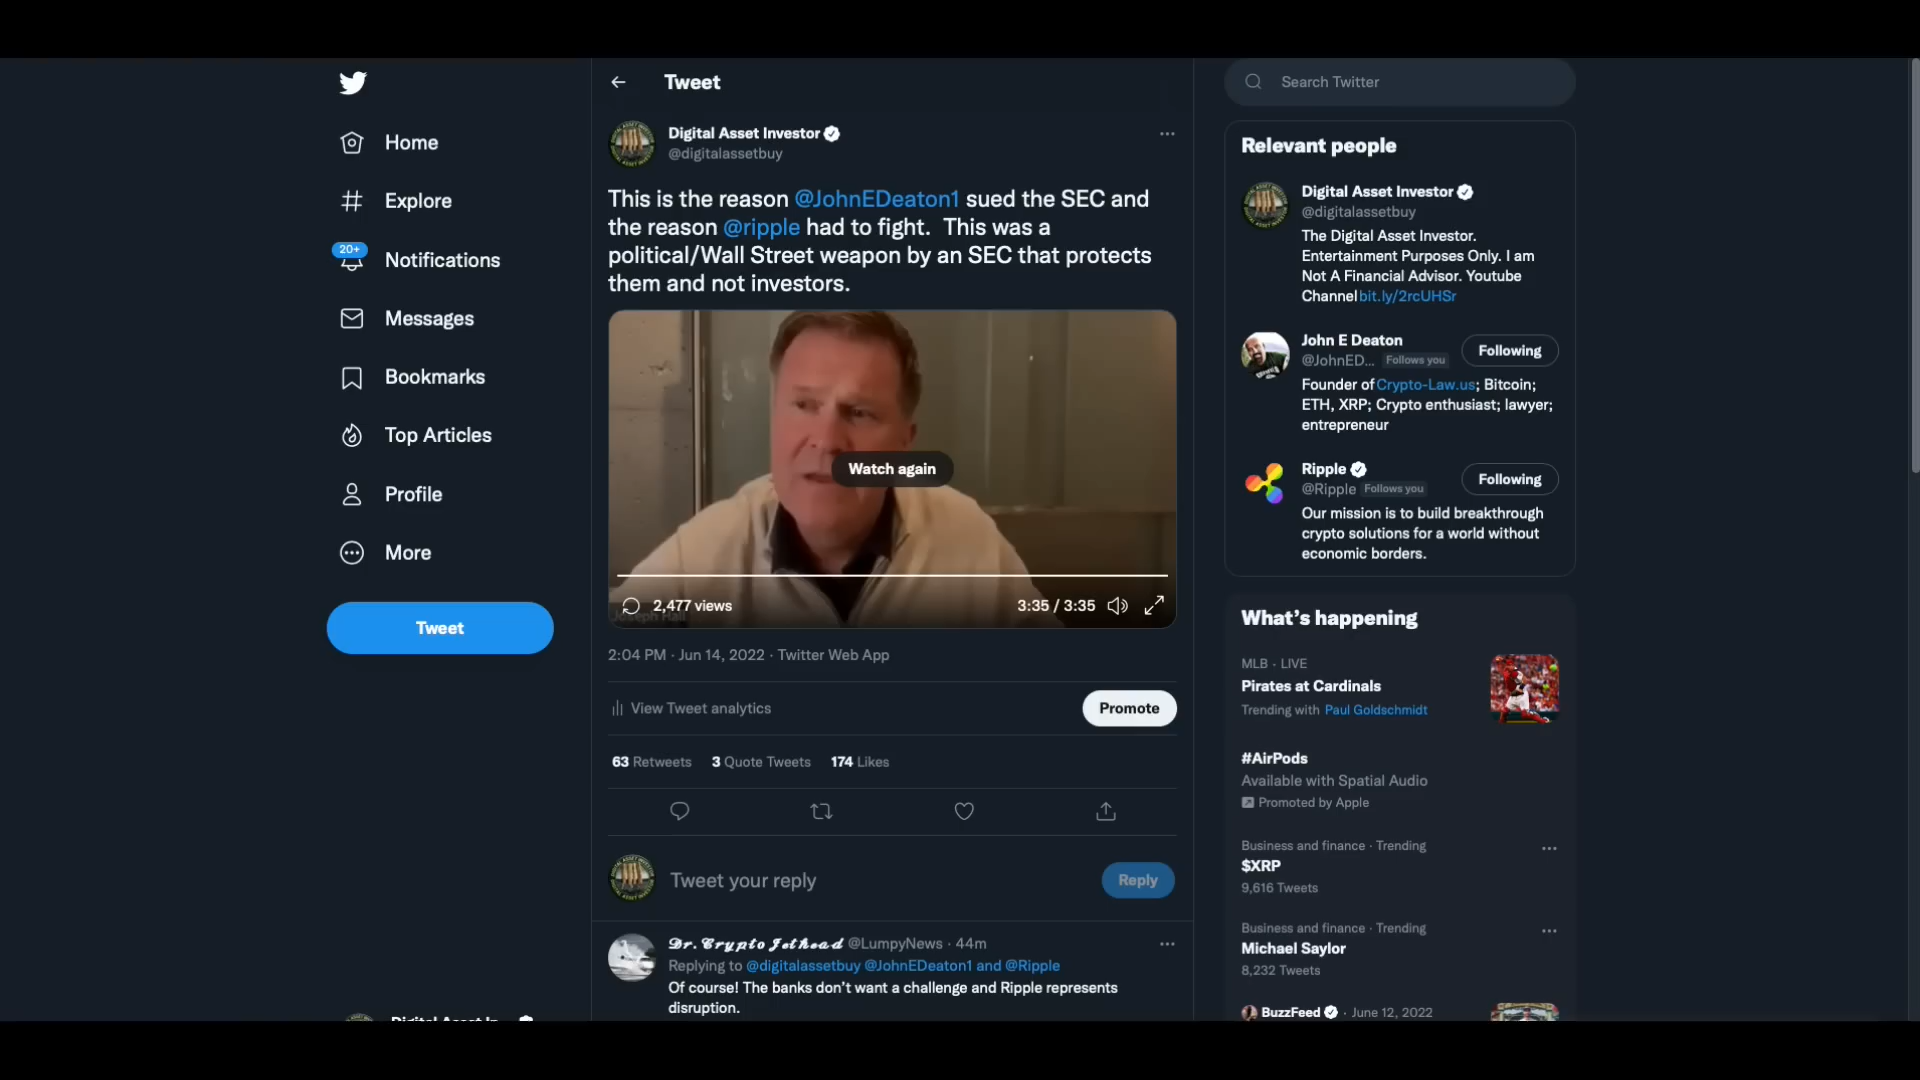 Home
Explore
20+
Notifications
Messages
Bookmarks
Top Articles
Profile
More
Tweet
Tweet
Digital Asset Investor
@digitalassetbuy
This is the reason @JohnEDeaton1 sued the SEC and
the reason @ripple had to fight.  This was a
political/Wall Street weapon by an SEC that protects
them and not investors.
Watch again
2,477 views
3:35 / 3:35
Joseph Hall
2:04 PM · Jun 14, 2022 · Twitter Web App
View Tweet analytics
Promote
63 Retweets 3 Quote Tweets 174 Likes
Tweet your reply
Reply
Dr. Crypto Jethead @LumpyNews · 44m
Replying to @digitalassetbuy @JohnEDeaton1 and @Ripple
Of course! The banks don't want a challenge and Ripple represents
disruption.
Search Twitter
Relevant people
Digital Asset Investor
@digitalassetbuy
The Digital Asset Investor.
Entertainment Purposes Only. I am
Not A Financial Advisor. Youtube
Channel bit.ly/2rcUHSr
John E Deaton
@JohnED... Follows you
Following
Founder of Crypto-Law.us; Bitcoin;
ETH, XRP; Crypto enthusiast; lawyer;
entrepreneur
Ripple
@Ripple Follows you
Following
Our mission is to build breakthrough
crypto solutions for a world without
economic borders.
What's happening
MLB · LIVE
Pirates at Cardinals
Trending with Paul Goldschmidt
#AirPods
Available with Spatial Audio
Promoted by Apple
Business and finance · Trending
$XRP
9,616 Tweets
Business and finance · Trending
Michael Saylor
8,232 Tweets
BuzzFeed · June 12, 2022